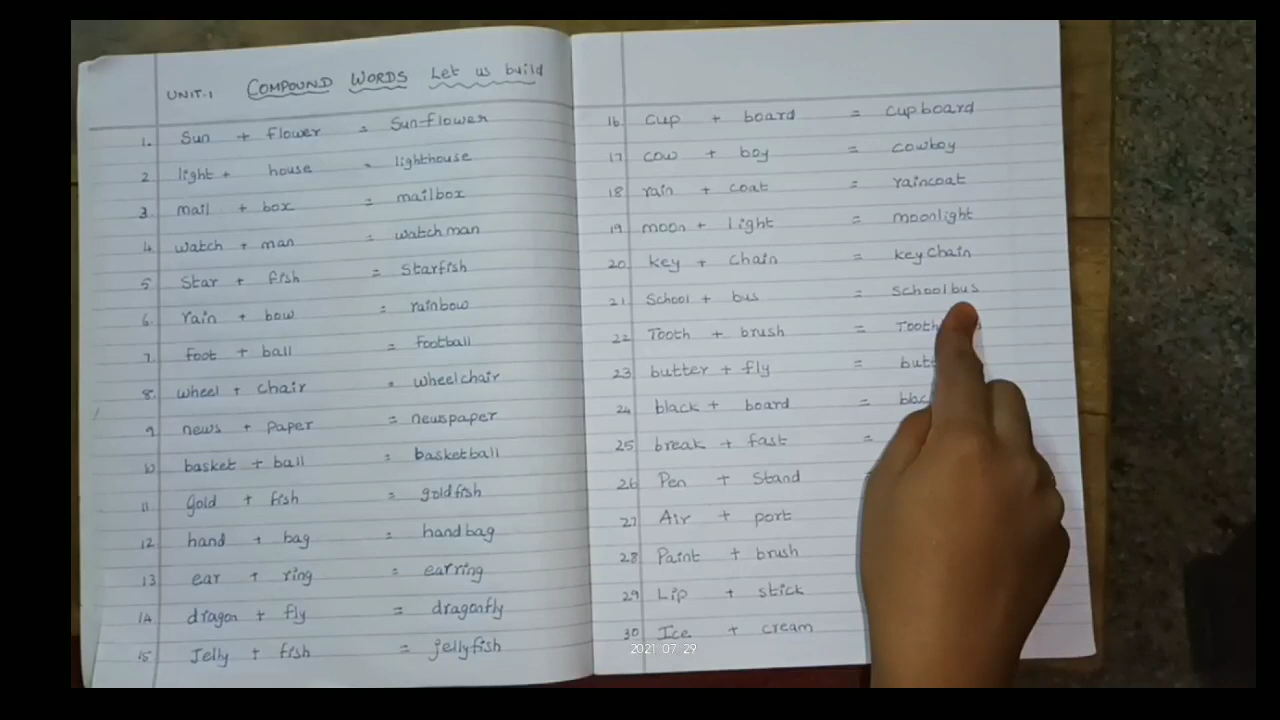 UNIT.1 COMPOUND WORDS Let us build
1. Sun + flower = Sunflower
2 light + house = lighthouse
3. mail + box = mailbox
4. watch + man = watchman
5 Star + fish = Starfish
6. rain + bow = rainbow
7. foot + ball = football
8. wheel + chair = wheelchair
9 news + paper = newspaper
10 basket + ball = basketball
11 gold + fish = goldfish
12 hand + bag = handbag
13 ear + ring = earring
14 dragon + fly = dragonfly
15 Jelly + fish = jellyfish
16 cup + board = cupboard
17 cow + boy = cowboy
18 rain + coat = raincoat
19 moon + light = moonlight
20 key + chain = keychain
21 School + bus = Schoolbus
22 Tooth + brush = Tooth
23 butter + fly = butt
24 black + board = blac
25 break + fast =
26 Pen + Stand
27 Air + port
28 Paint + brush
29 Lip + stick
30 Ice + cream
2021 07 29